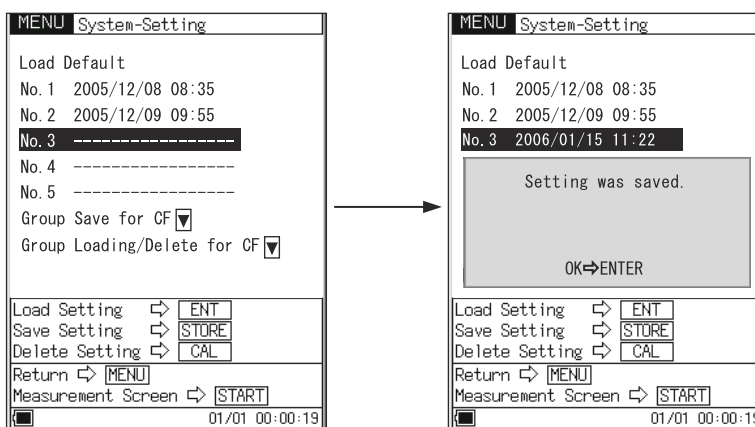 MENU System-Setting
Load Default
No. 1 2005/12/08 08:35
No. 2 2005/12/09 09:55
No. 3 -----------------
No. 4 -----------------
No. 5 -----------------
Group Save for CF▼
Group Loading/Delete for CF▼
Load Setting ⇨ ENT
Save Setting ⇨ STORE
Delete Setting ⇨ CAL
Return ⇨ MENU
Measurement Screen ⇨ START
01/01 00:00:19
MENU System-Setting
Load Default
No. 1 2005/12/08 08:35
No. 2 2005/12/09 09:55
No. 3 2006/01/15 11:22
Setting was saved.
OK⇨ENTER
Load Setting ⇨ ENT
Save Setting ⇨ STORE
Delete Setting ⇨ CAL
Return ⇨ MENU
Measurement Screen ⇨ START
01/01 00:00:19